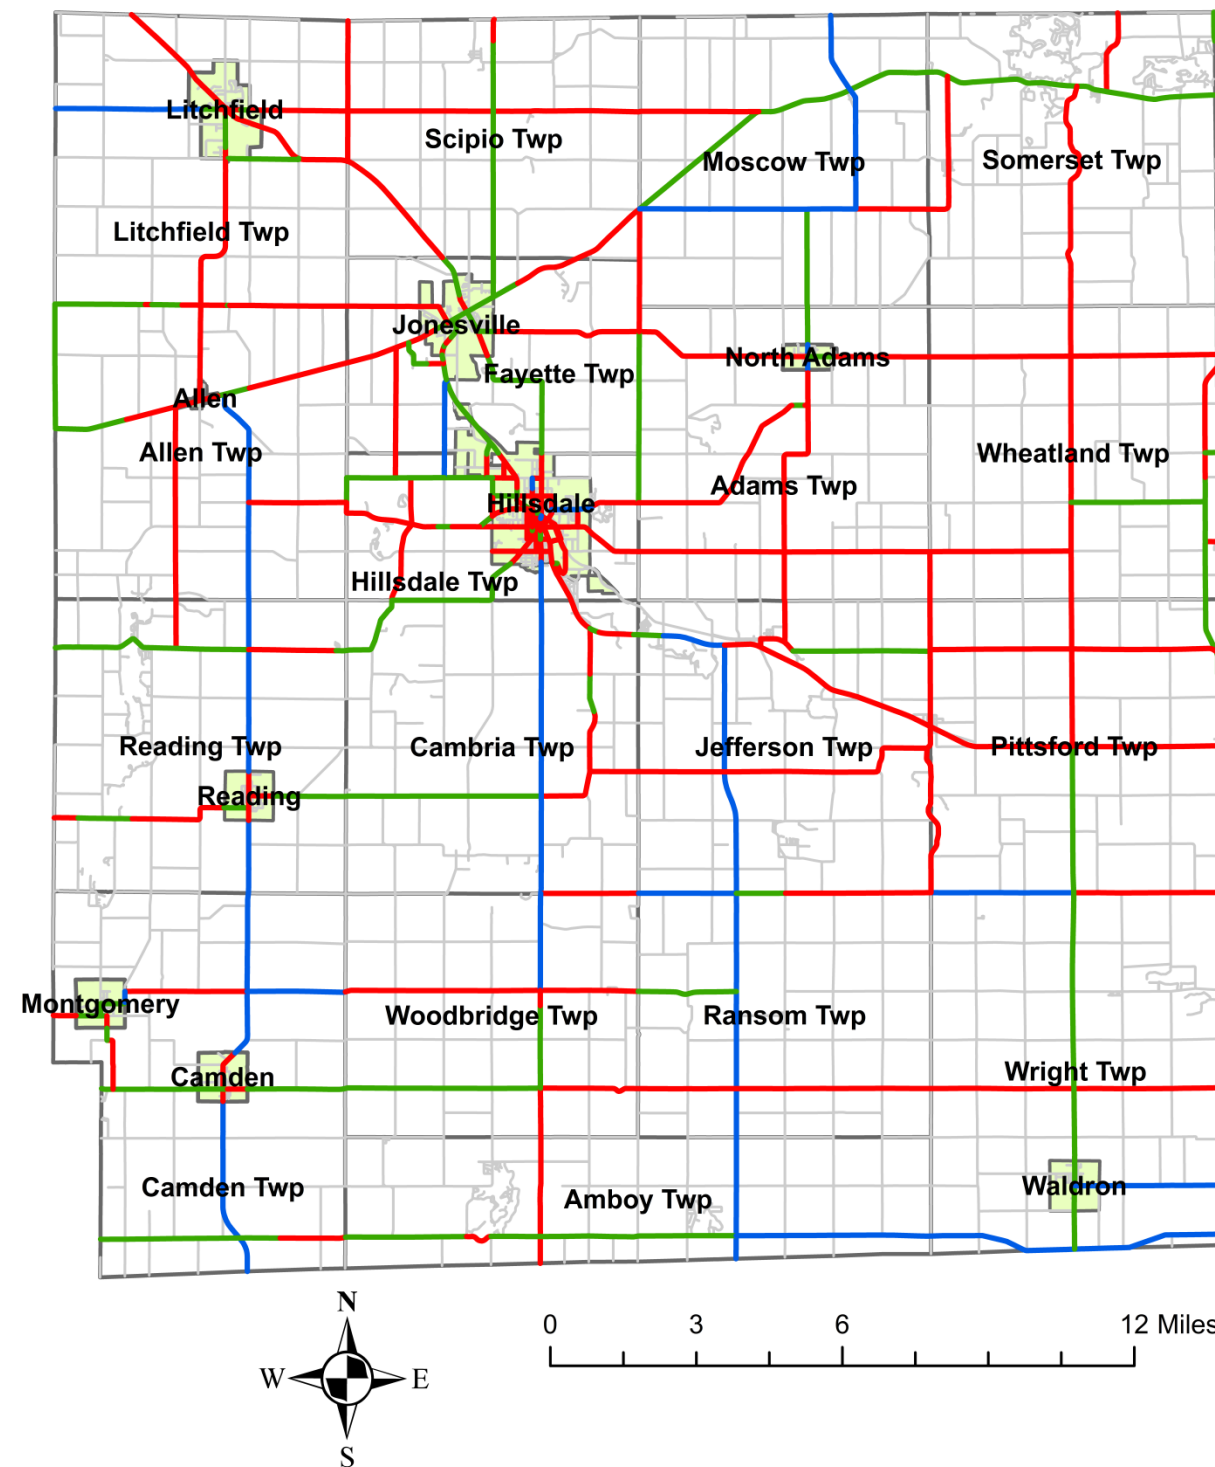 Litchfield
Scipio Twp
Moscow Twp
Somerset Twp
Litchfield Twp
Jonesville
North Adams
Fayette Twp
Allen
Allen Twp
Wheatland Twp
Adams Twp
Hillsdale
Hillsdale Twp
Reading Twp
Cambria Twp
Jefferson Twp
Pittsford Twp
Reading
Montgomery
Woodbridge Twp
Ransom Twp
Wright Twp
Camden
Camden Twp
Waldron
Amboy Twp
N
W
E
S
0 3 6 12 Miles